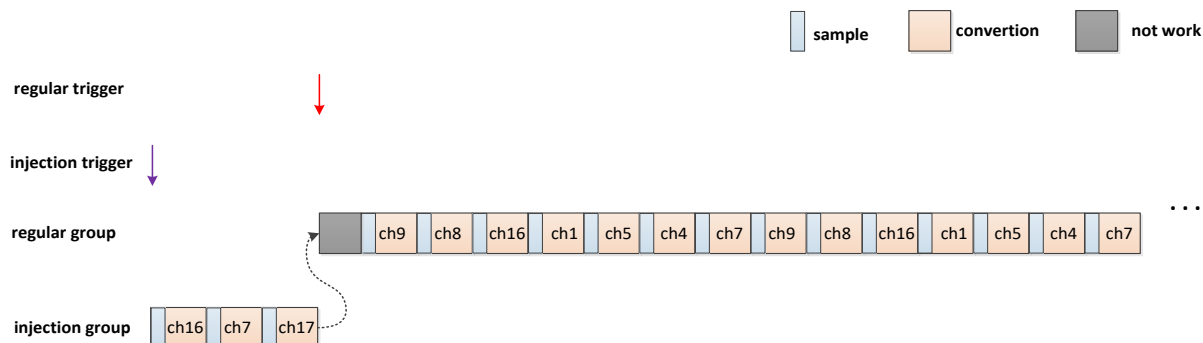 sample convertion not work
regular trigger
injection trigger
...
regular group ch9 ch8 ch16 ch1 ch5 ch4 ch7 ch9 ch8 ch16 ch1 ch5 ch4 ch7
injection group ch16 ch7 ch17